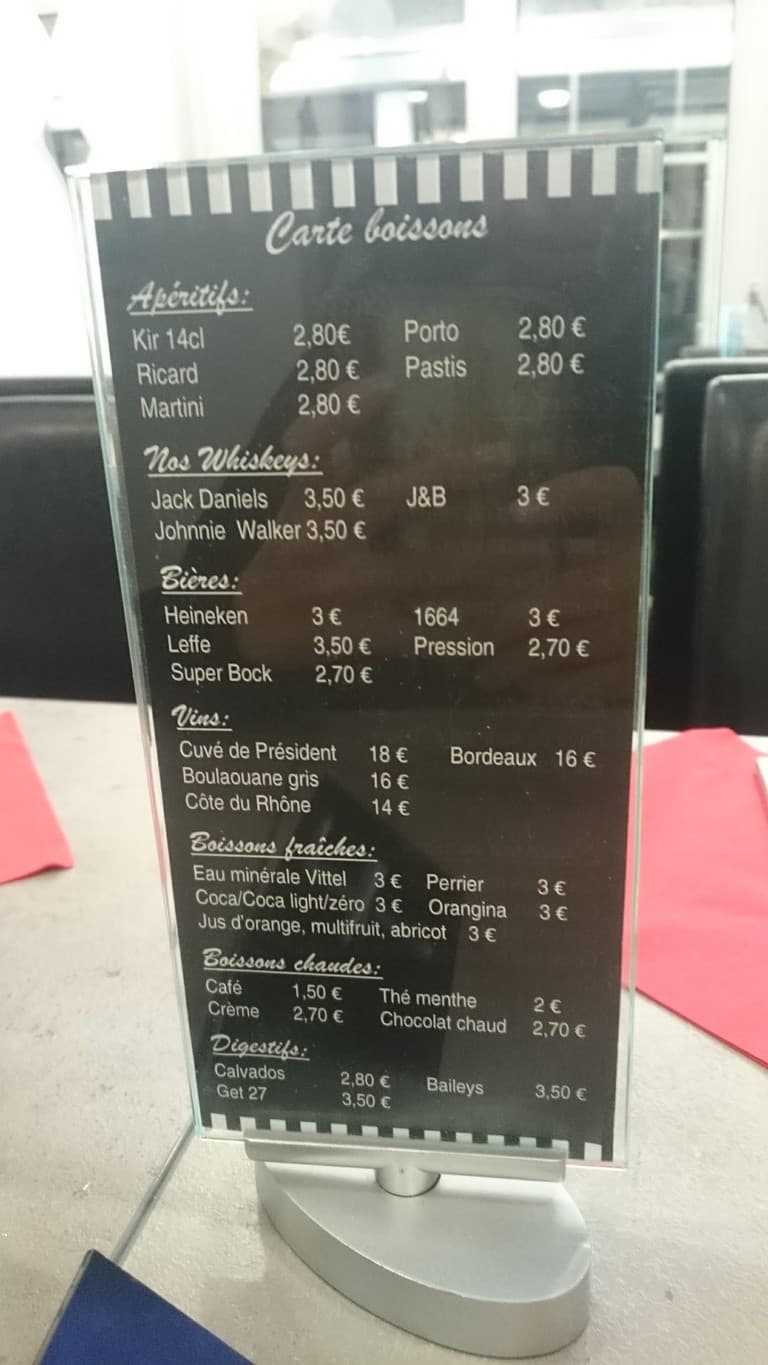 Carte boissons
Apéritifs:
Kir 14cl 2,80€ Porto 2,80 €
Ricard 2,80 € Pastis 2,80 €
Martini 2,80 €
Nos Whiskeys:
Jack Daniels 3,50 € J&B 3 €
Johnnie Walker 3,50 €
Bières:
Heineken 3 € 1664 3 €
Leffe 3,50 € Pression 2,70 €
Super Bock 2,70 €
Vins:
Cuvé de Président 18 € Bordeaux 16 €
Boulaouane gris 16 €
Côte du Rhône 14 €
Boissons fraîches:
Eau minérale Vittel 3 € Perrier 3 €
Coca/Coca light/zéro 3 € Orangina 3 €
Jus d'orange, multifruit, abricot 3 €
Boissons chaudes:
Café 1,50 € Thé menthe 2 €
Crème 2,70 € Chocolat chaud 2,70 €
Digestifs:
Calvados 2,80 € Baileys 3,50 €
Get 27 3,50 €